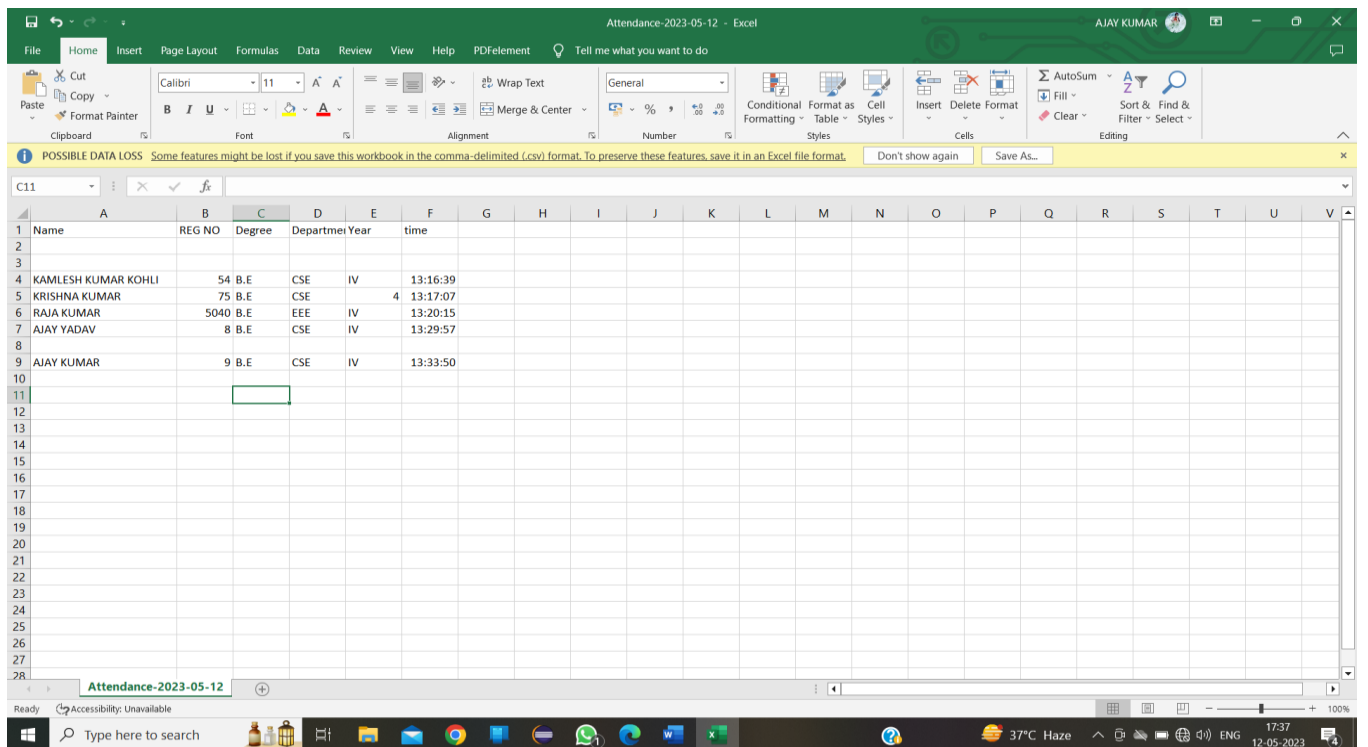 Attendance-2023-05-12 - Excel AJAY KUMAR
File Home Insert Page Layout Formulas Data Review View Help PDFelement Tell me what you want to do
Cut
Copy
Format Painter
Paste
Clipboard
Calibri 11
B I U A
Font
Wrap Text
Merge & Center
Alignment
General
%
Number
Conditional Formatting
Format as Table
Cell Styles
Styles
Insert Delete Format
Cells
AutoSum
Fill
Clear
Sort & Filter
Find & Select
Editing
POSSIBLE DATA LOSS Some features might be lost if you save this workbook in the comma-delimited (.csv) format. To preserve these features, save it in an Excel file format. Don't show again Save As...
C11 fx
A B C D E F G H I J K L M N O P Q R S T U V
1 Name REG NO Degree Departmen Year time
2
3
4 KAMLESH KUMAR KOHLI 54 B.E CSE IV 13:16:39
5 KRISHNA KUMAR 75 B.E CSE 4 13:17:07
6 RAJA KUMAR 5040 B.E EEE IV 13:20:15
7 AJAY YADAV 8 B.E CSE IV 13:29:57
8
9 AJAY KUMAR 9 B.E CSE IV 13:33:50
10
11
12
13
14
15
16
17
18
19
20
21
22
23
24
25
26
27
28
Attendance-2023-05-12
Ready Accessibility: Unavailable 100%
Type here to search 37°C Haze ENG 17:37
12-05-2023